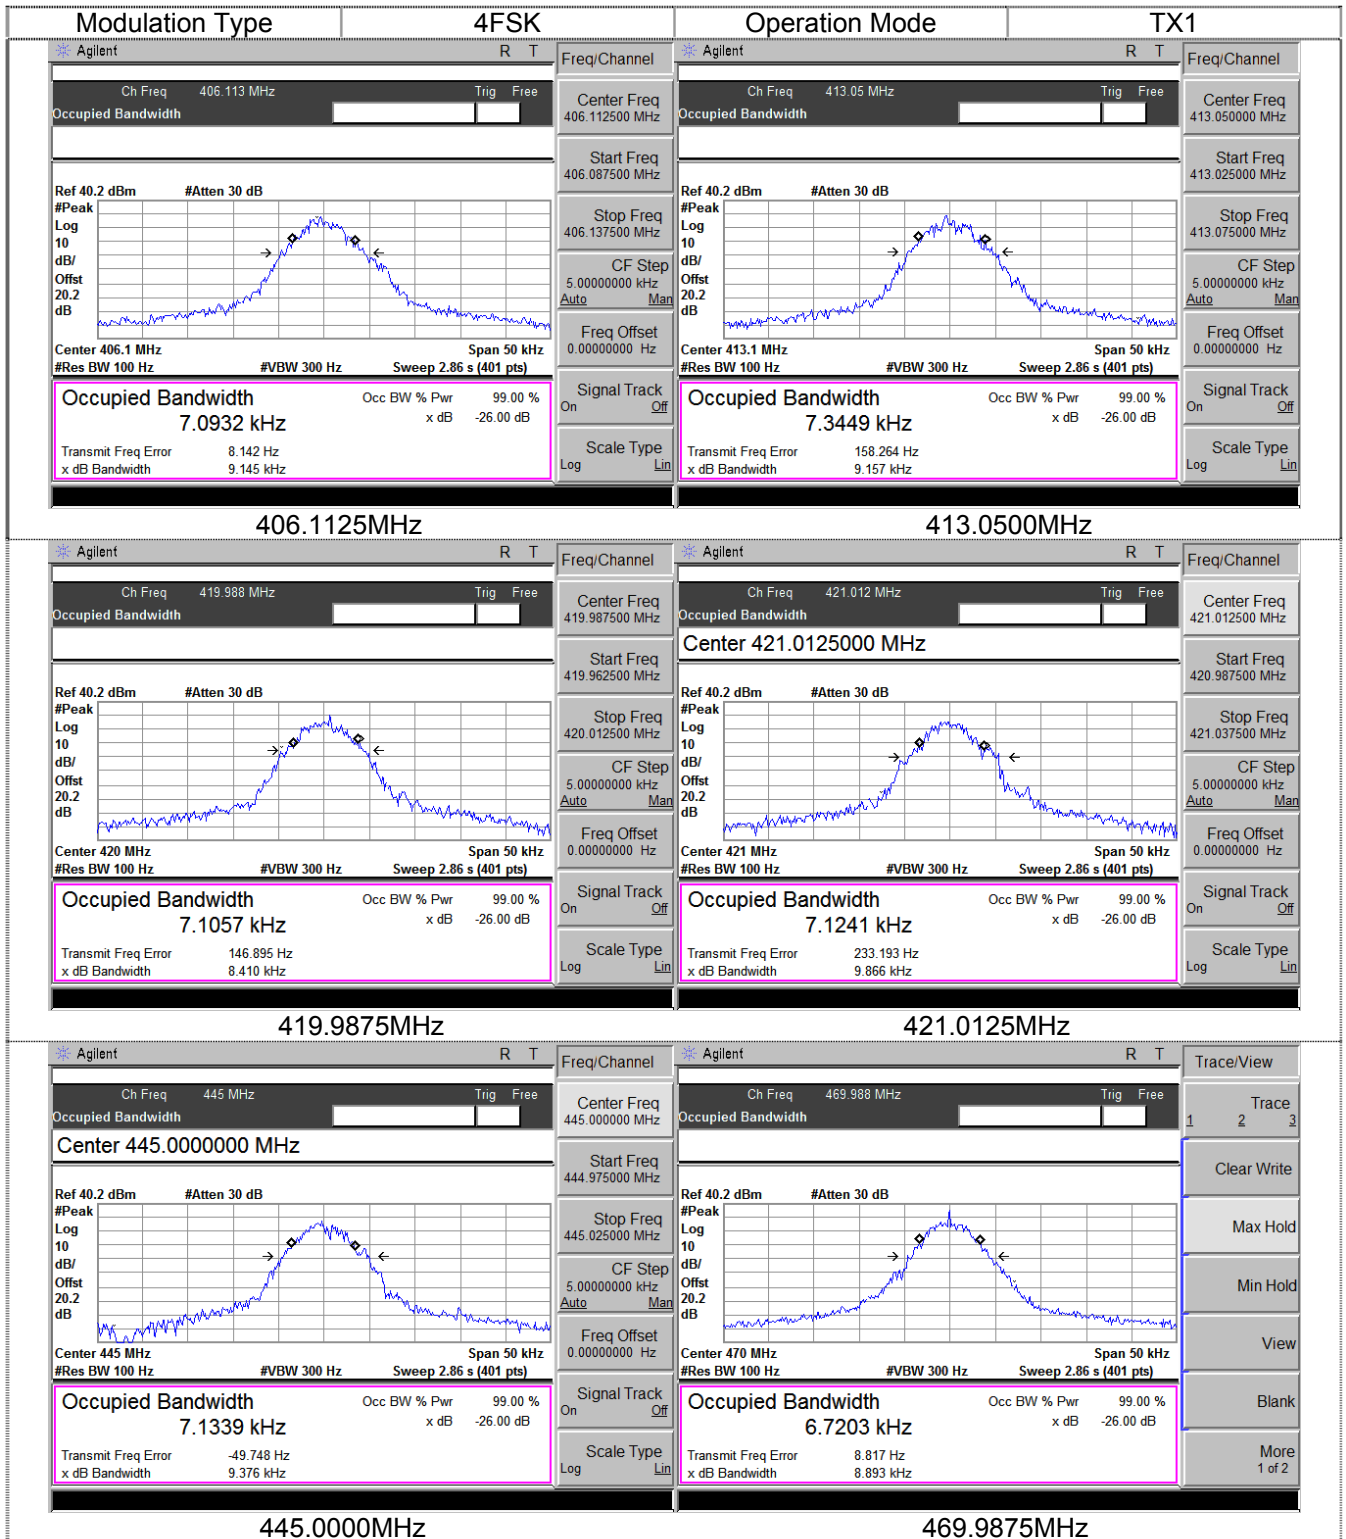 Modulation Type 4FSK Operation Mode TX1
Agilent R T Freq/Channel
Ch Freq 406.113 MHz Trig Free
Occupied Bandwidth
Center Freq
406.112500 MHz
Start Freq
406.087500 MHz
Stop Freq
406.137500 MHz
CF Step
5.00000000 kHz
Auto Man
Freq Offset
0.00000000 Hz
Signal Track
On Off
Scale Type
Log Lin
Ref 40.2 dBm #Atten 30 dB
#Peak
Log
10
dB/
Offst
20.2
dB
Center 406.1 MHz Span 50 kHz
#Res BW 100 Hz #VBW 300 Hz Sweep 2.86 s (401 pts)
Occupied Bandwidth Occ BW % Pwr 99.00 %
7.0932 kHz x dB -26.00 dB
Transmit Freq Error 8.142 Hz
x dB Bandwidth 9.145 kHz
406.1125MHz
Agilent R T Freq/Channel
Ch Freq 413.05 MHz Trig Free
Occupied Bandwidth
Center Freq
413.050000 MHz
Start Freq
413.025000 MHz
Stop Freq
413.075000 MHz
CF Step
5.00000000 kHz
Auto Man
Freq Offset
0.00000000 Hz
Signal Track
On Off
Scale Type
Log Lin
Ref 40.2 dBm #Atten 30 dB
#Peak
Log
10
dB/
Offst
20.2
dB
Center 413.1 MHz Span 50 kHz
#Res BW 100 Hz #VBW 300 Hz Sweep 2.86 s (401 pts)
Occupied Bandwidth Occ BW % Pwr 99.00 %
7.3449 kHz x dB -26.00 dB
Transmit Freq Error 158.264 Hz
x dB Bandwidth 9.157 kHz
413.0500MHz
Agilent R T Freq/Channel
Ch Freq 419.988 MHz Trig Free
Occupied Bandwidth
Center Freq
419.987500 MHz
Start Freq
419.962500 MHz
Stop Freq
420.012500 MHz
CF Step
5.00000000 kHz
Auto Man
Freq Offset
0.00000000 Hz
Signal Track
On Off
Scale Type
Log Lin
Ref 40.2 dBm #Atten 30 dB
#Peak
Log
10
dB/
Offst
20.2
dB
Center 420 MHz Span 50 kHz
#Res BW 100 Hz #VBW 300 Hz Sweep 2.86 s (401 pts)
Occupied Bandwidth Occ BW % Pwr 99.00 %
7.1057 kHz x dB -26.00 dB
Transmit Freq Error 146.895 Hz
x dB Bandwidth 8.410 kHz
419.9875MHz
Agilent R T Freq/Channel
Ch Freq 421.012 MHz Trig Free
Occupied Bandwidth
Center 421.0125000 MHz
Center Freq
421.012500 MHz
Start Freq
420.987500 MHz
Stop Freq
421.037500 MHz
CF Step
5.00000000 kHz
Auto Man
Freq Offset
0.00000000 Hz
Signal Track
On Off
Scale Type
Log Lin
Ref 40.2 dBm #Atten 30 dB
#Peak
Log
10
dB/
Offst
20.2
dB
Center 421 MHz Span 50 kHz
#Res BW 100 Hz #VBW 300 Hz Sweep 2.86 s (401 pts)
Occupied Bandwidth Occ BW % Pwr 99.00 %
7.1241 kHz x dB -26.00 dB
Transmit Freq Error 233.193 Hz
x dB Bandwidth 9.866 kHz
421.0125MHz
Agilent R T Freq/Channel
Ch Freq 445 MHz Trig Free
Occupied Bandwidth
Center 445.0000000 MHz
Center Freq
445.000000 MHz
Start Freq
444.975000 MHz
Stop Freq
445.025000 MHz
CF Step
5.00000000 kHz
Auto Man
Freq Offset
0.00000000 Hz
Signal Track
On Off
Scale Type
Log Lin
Ref 40.2 dBm #Atten 30 dB
#Peak
Log
10
dB/
Offst
20.2
dB
Center 445 MHz Span 50 kHz
#Res BW 100 Hz #VBW 300 Hz Sweep 2.86 s (401 pts)
Occupied Bandwidth Occ BW % Pwr 99.00 %
7.1339 kHz x dB -26.00 dB
Transmit Freq Error -49.748 Hz
x dB Bandwidth 9.376 kHz
445.0000MHz
Agilent R T Trace/View
Ch Freq 469.988 MHz Trig Free
Occupied Bandwidth
Trace
1 2 3
Clear Write
Max Hold
Min Hold
View
Blank
More
1 of 2
Ref 40.2 dBm #Atten 30 dB
#Peak
Log
10
dB/
Offst
20.2
dB
Center 470 MHz Span 50 kHz
#Res BW 100 Hz #VBW 300 Hz Sweep 2.86 s (401 pts)
Occupied Bandwidth Occ BW % Pwr 99.00 %
6.7203 kHz x dB -26.00 dB
Transmit Freq Error 8.817 Hz
x dB Bandwidth 8.893 kHz
469.9875MHz